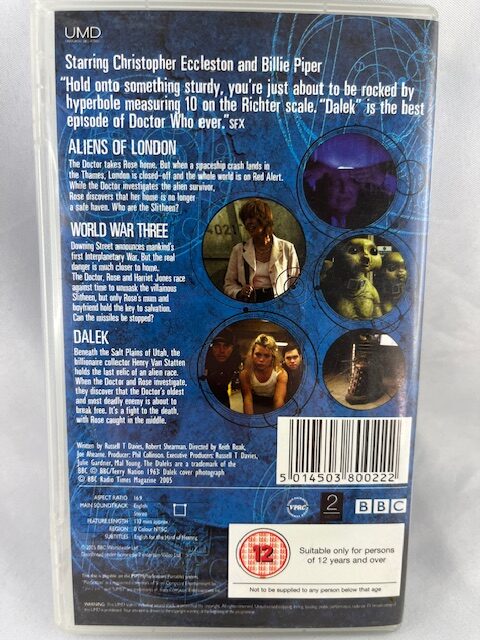 UMD
Starring Christopher Eccleston and Billie Piper
"Hold onto something sturdy, you're just about to be rocked by
hyperbole measuring 10 on the Richter scale. "Dalek" is the best
episode of Doctor Who ever." SFX
ALIENS OF LONDON
The Doctor takes Rose home. But when a spaceship crash lands in
the Thames, London is closed-off and the whole world is on Red Alert.
While the Doctor investigates the alien survivor,
Rose discovers that her home is no longer
a safe haven. Who are the Slitheen?
4021
WORLD WAR THREE
Downing Street announces mankind's
first Interplanetary War. But the real
danger is much closer to home.
The Doctor, Rose and Harriet Jones race
against time to unmask the villainous
Slitheen, but only Rose's mum and
boyfriend hold the key to salvation.
Can the missiles be stopped?
DALEK
Beneath the Salt Plains of Utah, the
billionaire collector Henry Van Statten
holds the last relic of an alien race.
When the Doctor and Rose investigate,
they discover that the Doctor's oldest
and most deadly enemy is about to
break free. It's a fight to the death,
with Rose caught in the middle.
Written by Russell T Davies, Robert Shearman. Directed by Keith Boak,
Joe Ahearne. Producer: Phil Collinson. Executive Producers: Russell T Davies,
Julie Gardner, Mal Young. The Daleks are a trademark of the
BBC © BBC/Terry Nation 1963 Dalek cover photograph
© BBC Radio Times Magazine 2005
5 014503 800222
ASPECT RATIO 16:9
MAIN SOUNDTRACK English
Stereo
FEATURE LENGTH 132 mins approx
REGION 0 Colour NTSC
SUBTITLES English for the Hard of Hearing
VPRC
2
BBC
© 2005 BBC Worldwide Ltd
12
Suitable only for persons
of 12 years and over
Not to be supplied to any person below that age